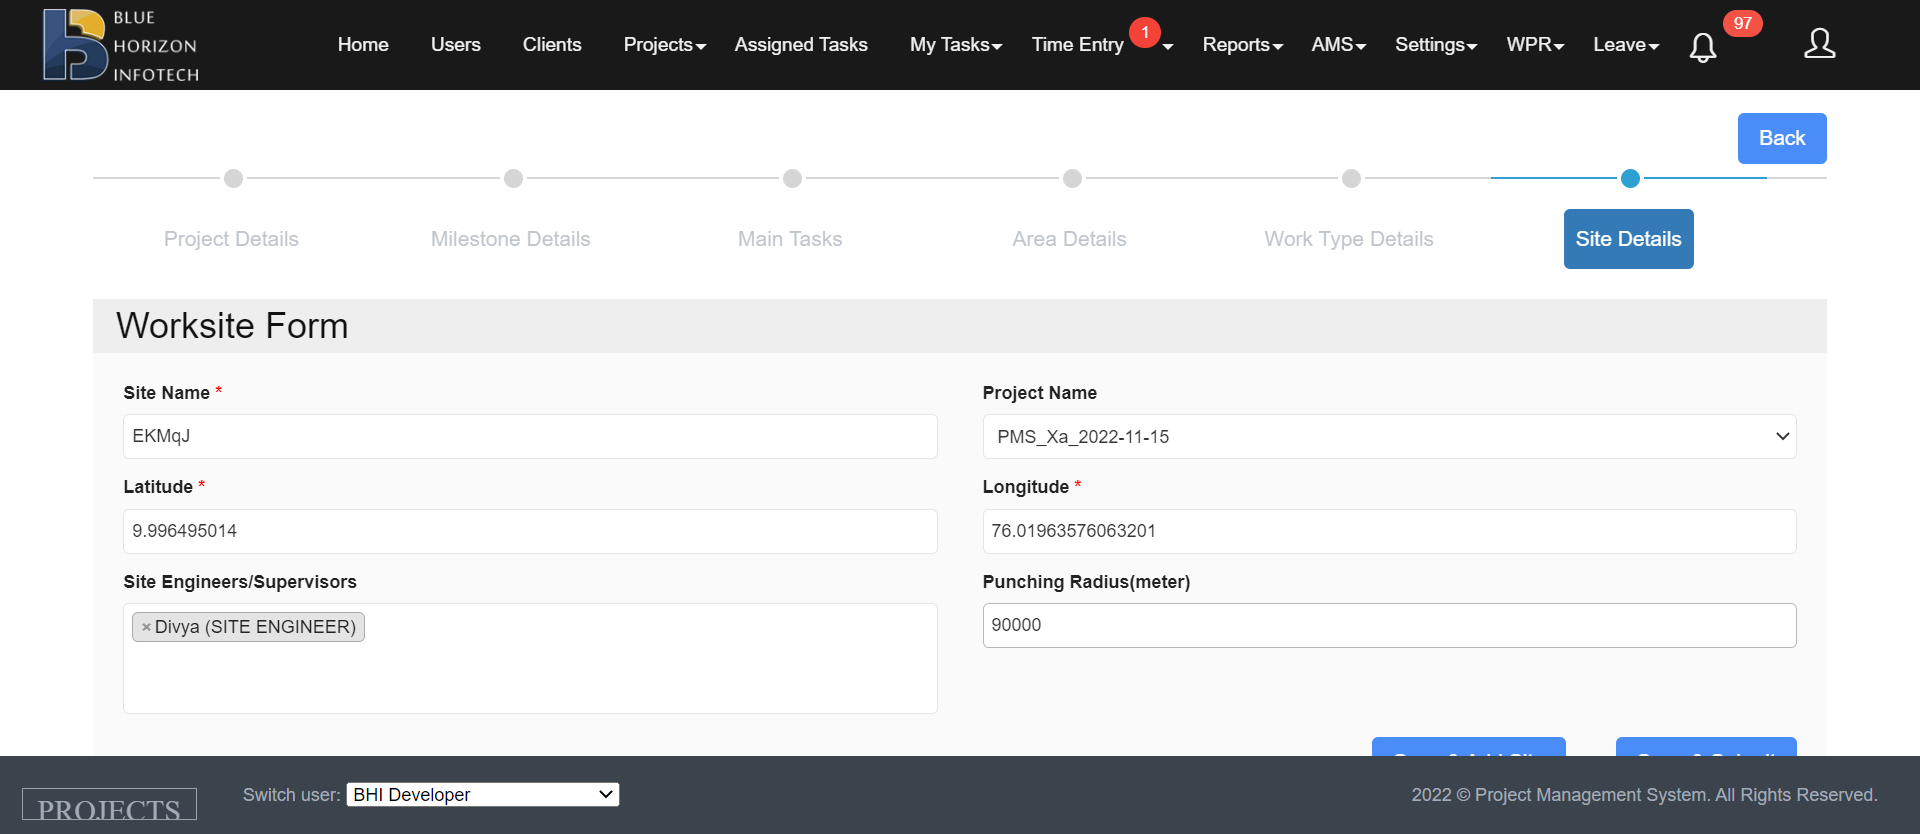 BLUE
HORIZON
INFOTECH
Home Users Clients Projects Assigned Tasks My Tasks Time Entry 1 Reports AMS Settings WPR Leave 97
Back
Project Details Milestone Details Main Tasks Area Details Work Type Details Site Details
Worksite Form
Site Name * Project Name
EKMqJ PMS_Xa_2022-11-15
Latitude * Longitude *
9.996495014 76.01963576063201
Site Engineers/Supervisors Punching Radius(meter)
× Divya (SITE ENGINEER) 90000
PROJECTS Switch user: BHI Developer 2022 © Project Management System. All Rights Reserved.